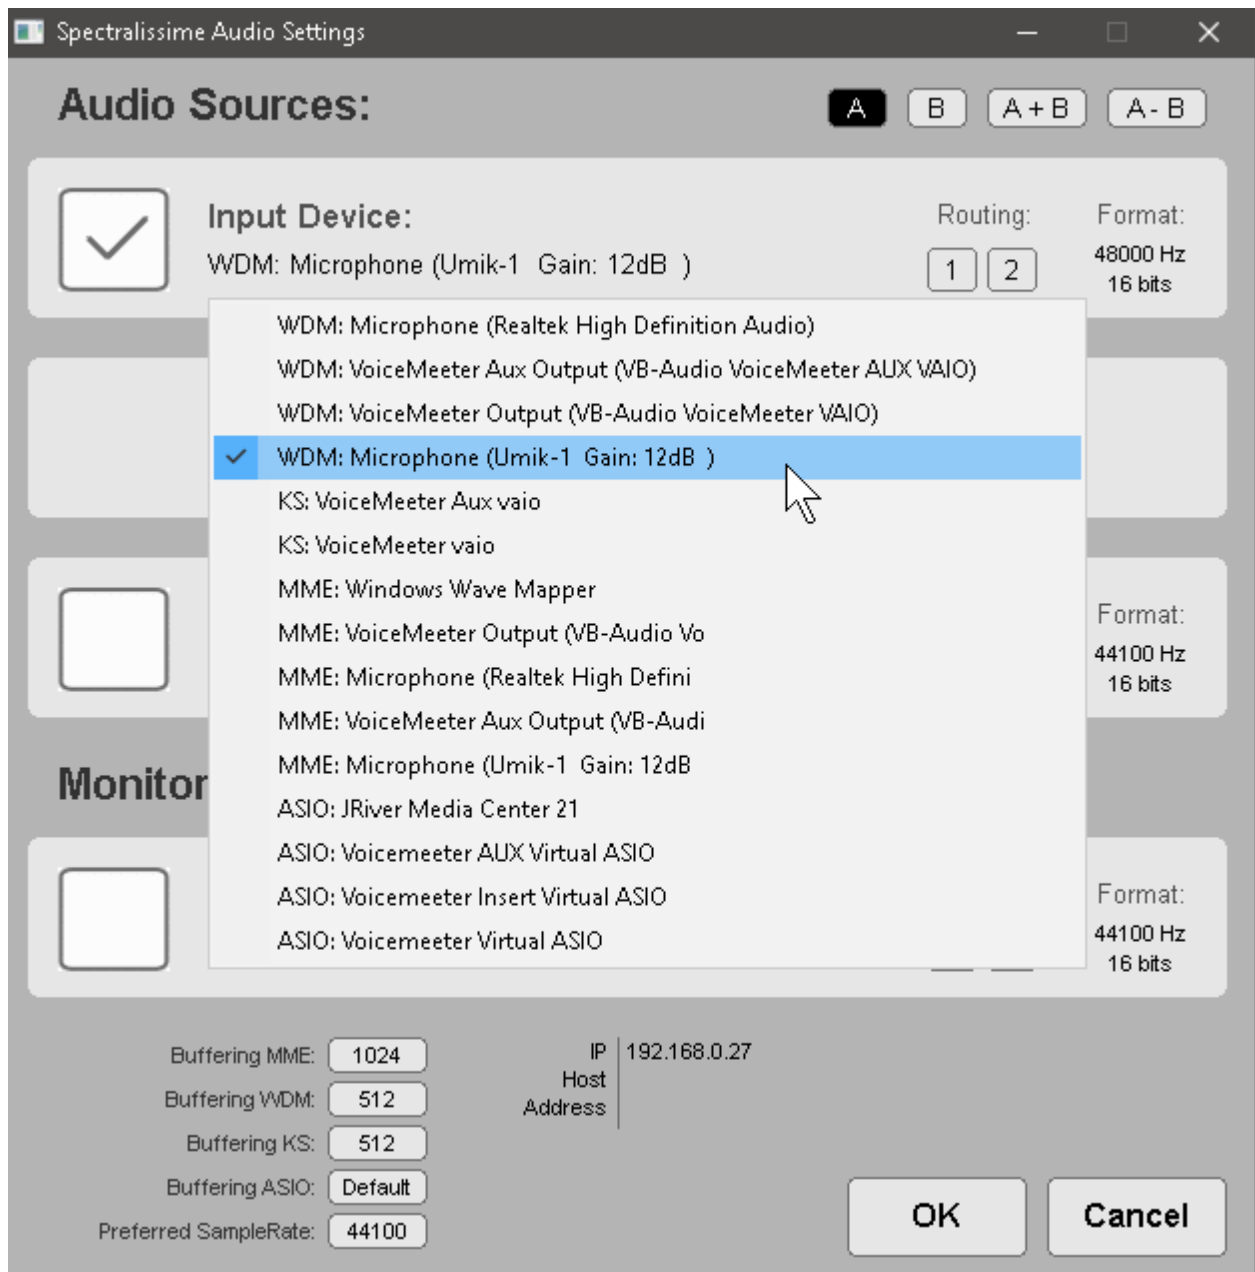 Spectralissime Audio Settings
Audio Sources:
A
B
A + B
A - B
Input Device:
Routing:
Format:
WDM: Microphone (Umik-1  Gain: 12dB  )
1
2
48000 Hz
16 bits
WDM: Microphone (Realtek High Definition Audio)
WDM: VoiceMeeter Aux Output (VB-Audio VoiceMeeter AUX VAIO)
WDM: VoiceMeeter Output (VB-Audio VoiceMeeter VAIO)
WDM: Microphone (Umik-1  Gain: 12dB  )
KS: VoiceMeeter Aux vaio
KS: VoiceMeeter vaio
MME: Windows Wave Mapper
MME: VoiceMeeter Output (VB-Audio Vo
MME: Microphone (Realtek High Defini
MME: VoiceMeeter Aux Output (VB-Audi
MME: Microphone (Umik-1  Gain: 12dB
ASIO: JRiver Media Center 21
ASIO: Voicemeeter AUX Virtual ASIO
ASIO: Voicemeeter Insert Virtual ASIO
ASIO: Voicemeeter Virtual ASIO
Format:
44100 Hz
16 bits
Monitor
Format:
44100 Hz
16 bits
Buffering MME: 1024
Buffering WDM: 512
Buffering KS: 512
Buffering ASIO: Default
Preferred SampleRate: 44100
IP
Host
Address
192.168.0.27
OK
Cancel